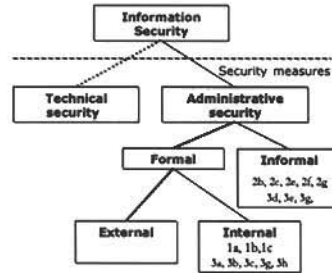 Information
Security
Security measures
Technical
security
Administrative
security
Formal
Informal
2b, 2c, 2e, 2f, 2g
3d, 3e, 3g,
External
Internal
1a, 1b,1c
3a, 3b, 3c, 3g, 3h